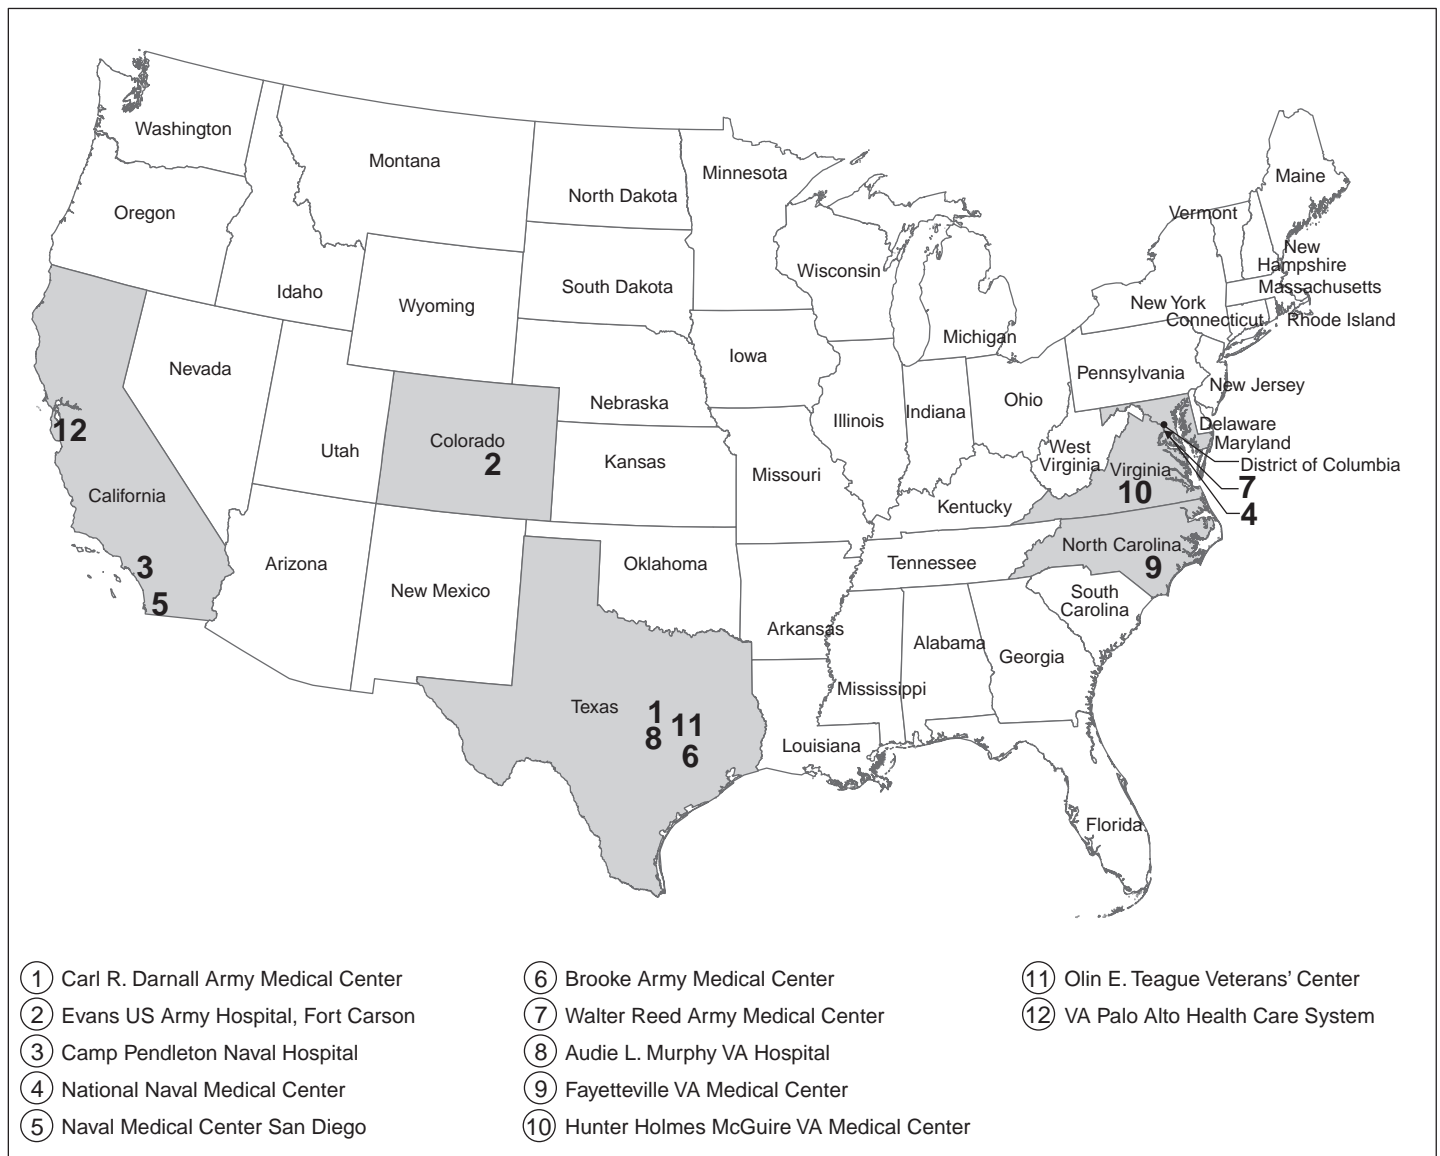 Washington
Montana
North Dakota
Minnesota
Maine
Oregon
Vermont
New
Hampshire
Idaho
Wyoming
South Dakota
Wisconsin
Massachusetts
New York
Connecticut
Rhode Island
Michigan
Nevada
Iowa
Pennsylvania
New Jersey
Nebraska
Illinois
Indiana
Ohio
Delaware
Maryland
12
Utah
Colorado
2
Kansas
Missouri
West
Virginia
Virginia
10
District of Columbia
7
4
California
Kentucky
3
5
Arizona
New Mexico
Oklahoma
Tennessee
North Carolina
9
South
Carolina
Arkansas
Alabama
Georgia
Mississippi
Texas
1
11
8
6
Louisiana
Florida
1 Carl R. Darnall Army Medical Center
2 Evans US Army Hospital, Fort Carson
3 Camp Pendleton Naval Hospital
4 National Naval Medical Center
5 Naval Medical Center San Diego
6 Brooke Army Medical Center
7 Walter Reed Army Medical Center
8 Audie L. Murphy VA Hospital
9 Fayetteville VA Medical Center
10 Hunter Holmes McGuire VA Medical Center
11 Olin E. Teague Veterans’ Center
12 VA Palo Alto Health Care System